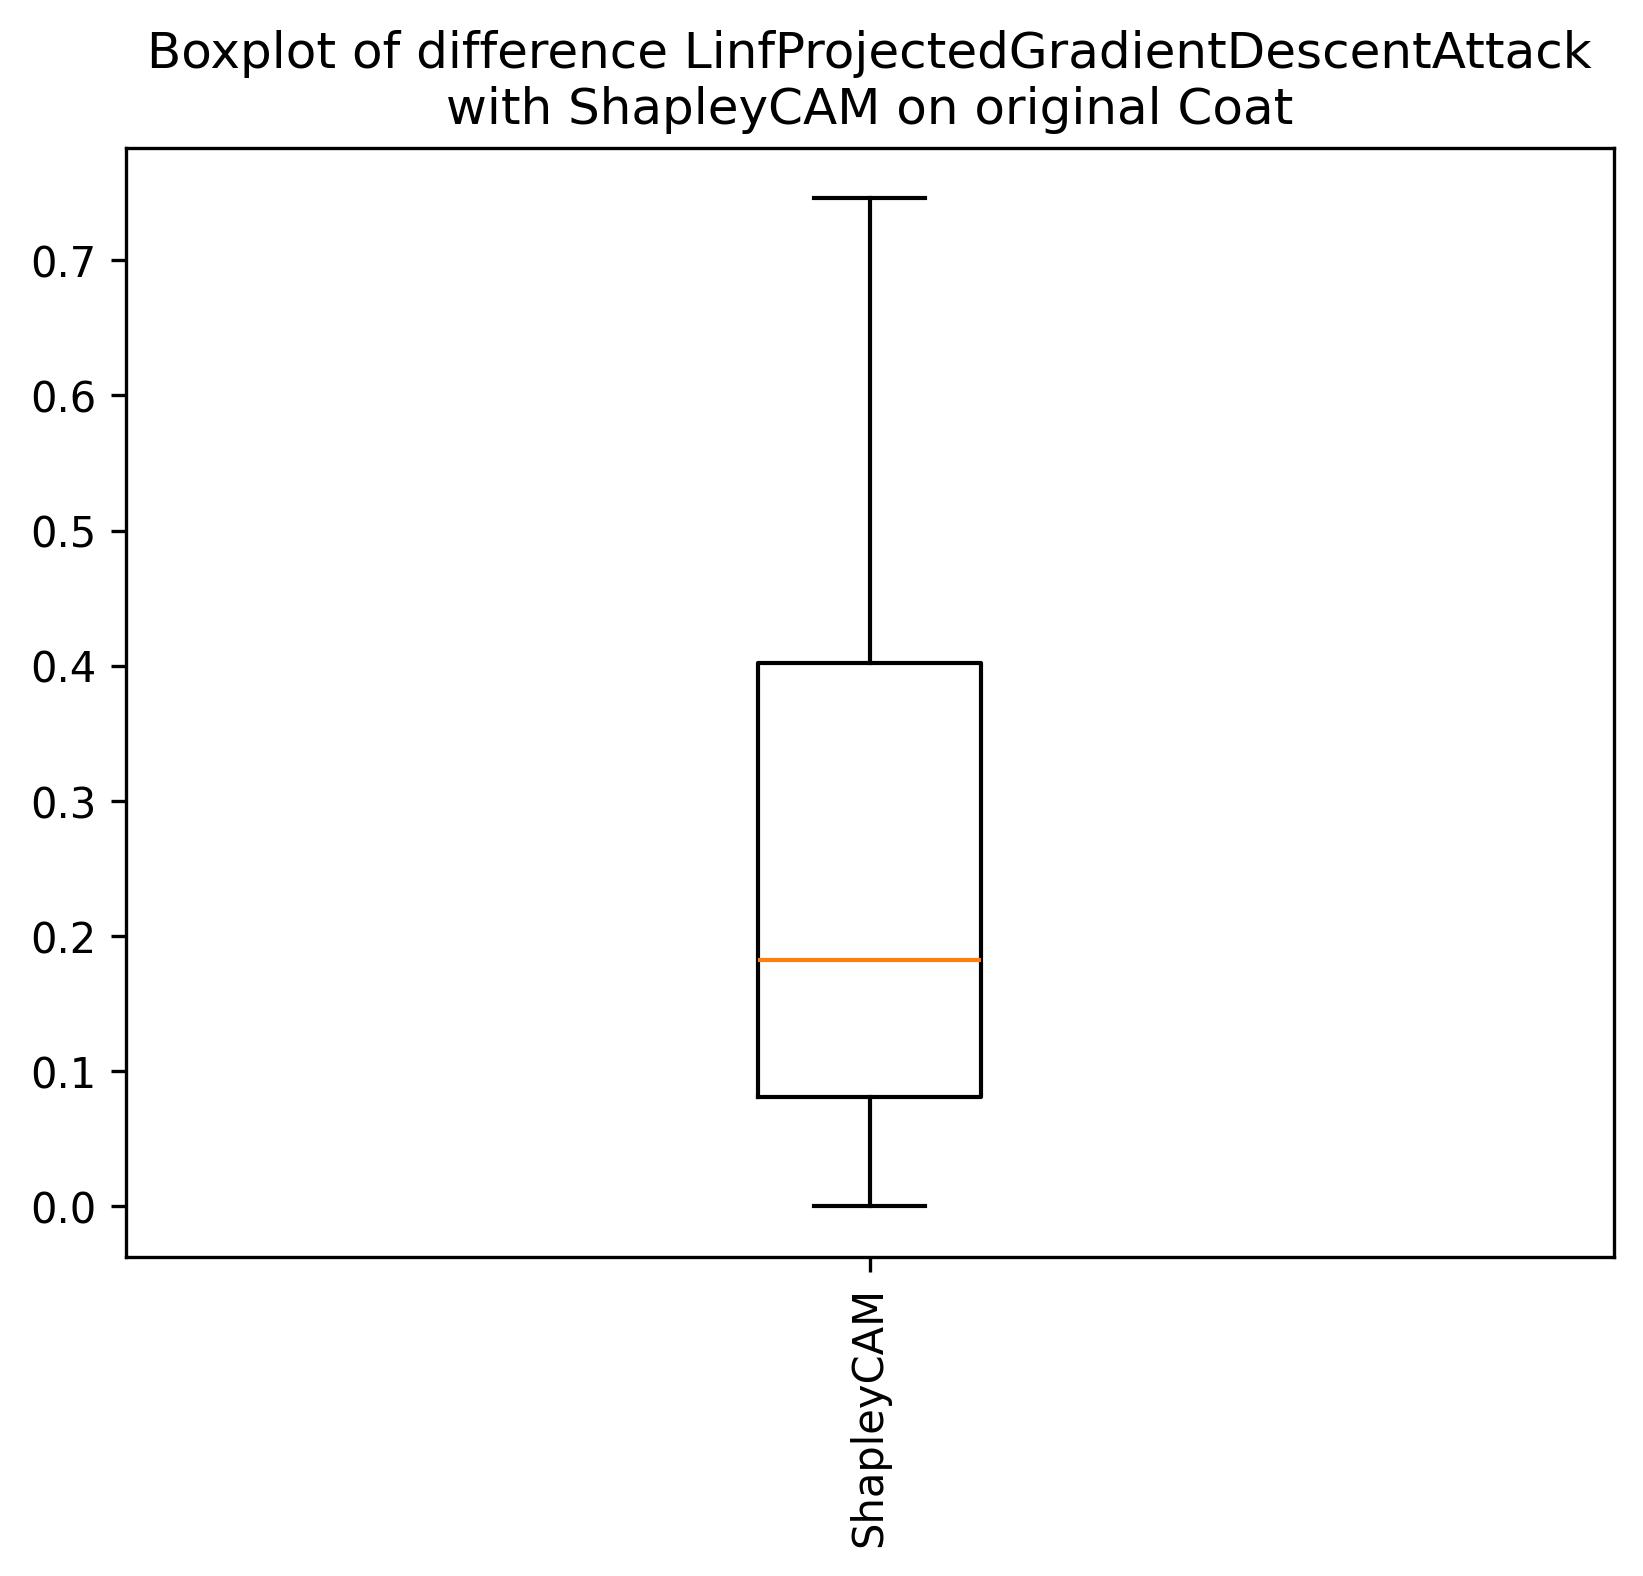 Boxplot of difference LinfProjectedGradientDescentAttack
with ShapleyCAM on original Coat
0.7
0.6
0.5
0.4
0.3
0.2
0.1
0.0
ShapleyCAM